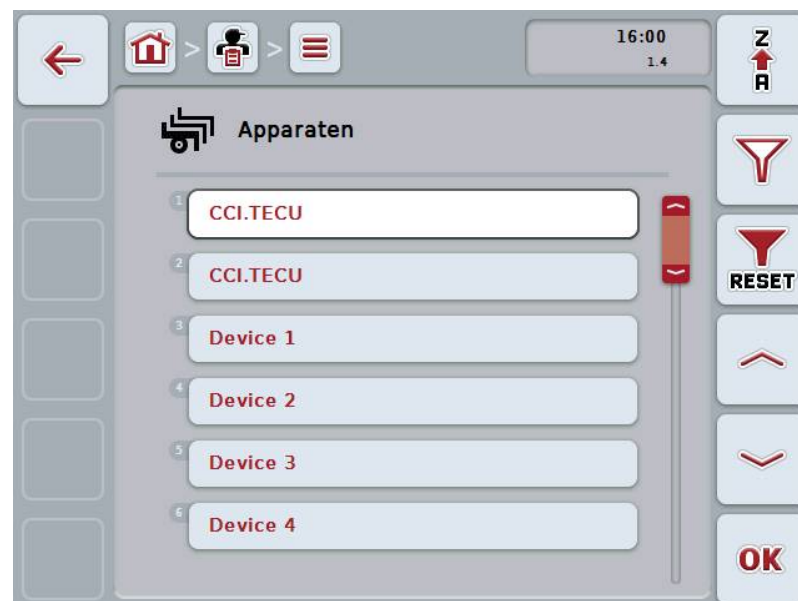 16:00
1.4
Z
A
Apparaten
1
CCI.TECU
2
CCI.TECU
RESET
3
Device 1
4
Device 2
5
Device 3
6
Device 4
OK